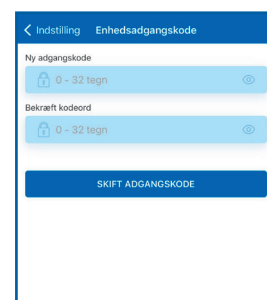 Indstilling Enhedsadgangskode
Ny adgangskode
0 - 32 tegn
Bekræft kodeord
0 - 32 tegn
SKIFT ADGANGSKODE